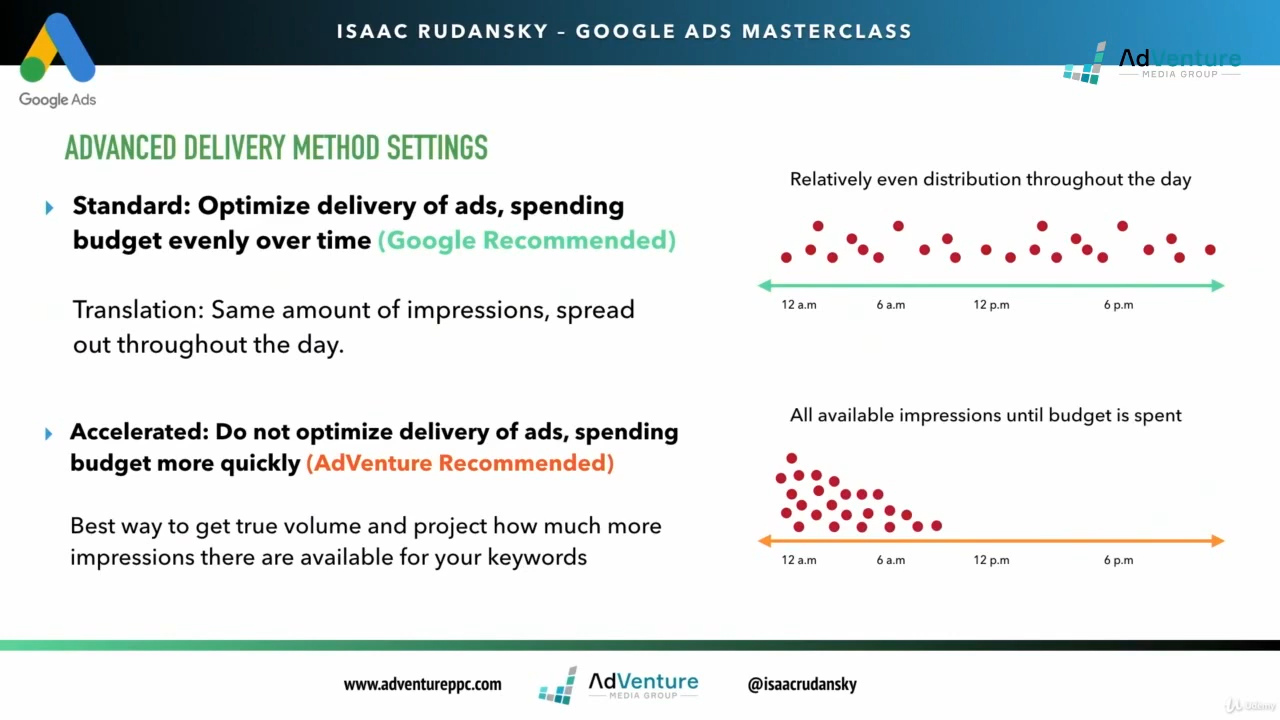 ISAAC RUDANSKY – GOOGLE ADS MASTERCLASS
Google Ads
AdVenture
MEDIA GROUP
ADVANCED DELIVERY METHOD SETTINGS
Standard: Optimize delivery of ads, spending
budget evenly over time (Google Recommended)
Translation: Same amount of impressions, spread
out throughout the day.
Accelerated: Do not optimize delivery of ads, spending
budget more quickly (AdVenture Recommended)
Best way to get true volume and project how much more
impressions there are available for your keywords
Relatively even distribution throughout the day
12 a.m 6 a.m 12 p.m 6 p.m
All available impressions until budget is spent
12 a.m 6 a.m 12 p.m 6 p.m
www.adventureppc.com
AdVenture
MEDIA GROUP
@isaacrudansky
Udemy